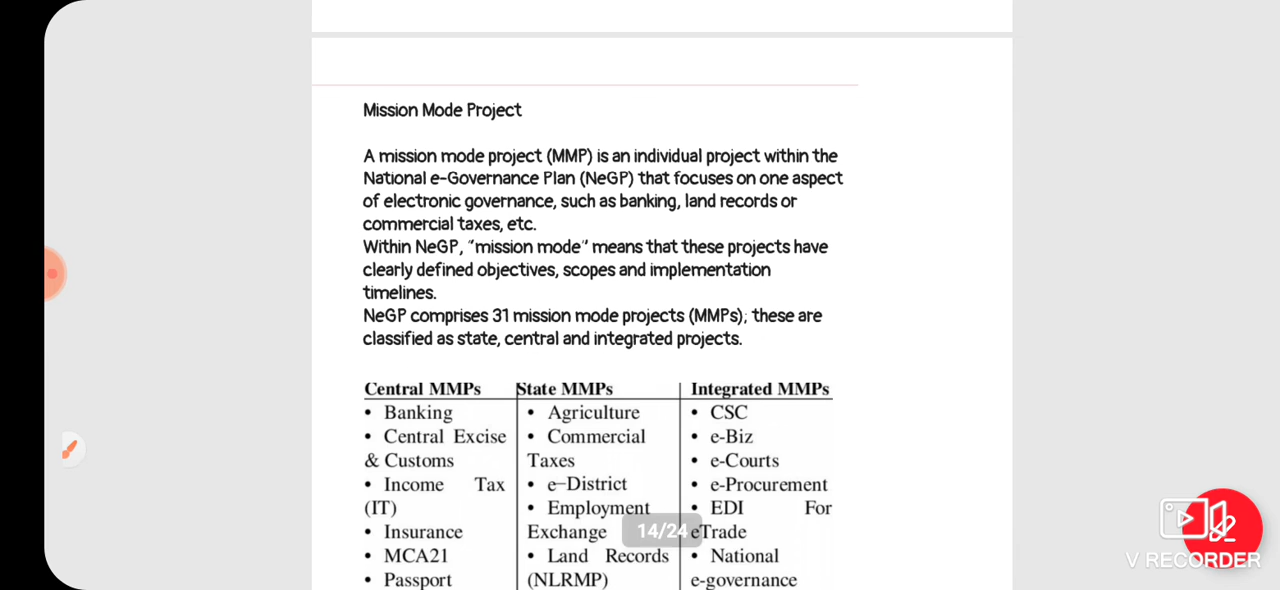 Mission Mode Project
A mission mode project (MMP) is an individual project within the
National e-Governance Plan (NeGP) that focuses on one aspect
of electronic governance, such as banking, land records or
commercial taxes, etc.
Within NeGP, "mission mode" means that these projects have
clearly defined objectives, scopes and implementation
timelines.
NeGP comprises 31 mission mode projects (MMPs); these are
classified as state, central and integrated projects.
Central MMPs
• Banking
• Central Excise
& Customs
• Income Tax
(IT)
• Insurance
• MCA21
• Passport
State MMPs
• Agriculture
• Commercial
Taxes
• e-District
• Employment
Exchange
• Land Records
(NLRMP)
Integrated MMPs
• CSC
• e-Biz
• e-Courts
• e-Procurement
• EDI For
eTrade
• National
e-governance
14/24
V RECORDER